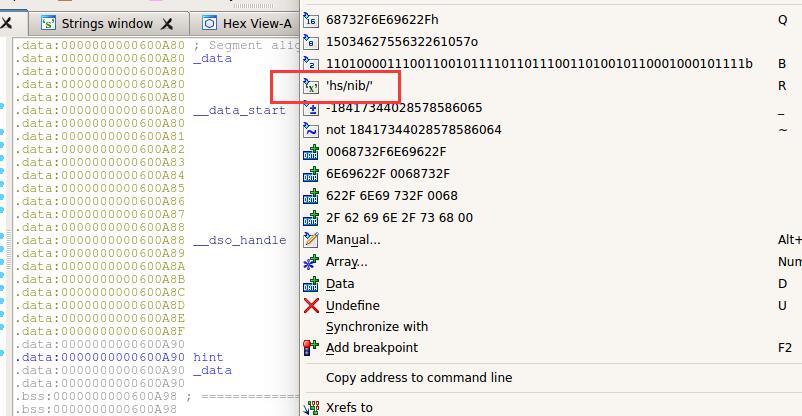 Strings window
Hex View-A
.data:0000000000600A80 ; Segment alig
.data:0000000000600A80 _data
.data:0000000000600A80
.data:0000000000600A80
.data:0000000000600A80
.data:0000000000600A80 __data_start
.data:0000000000600A80
.data:0000000000600A81
.data:0000000000600A82
.data:0000000000600A83
.data:0000000000600A84
.data:0000000000600A85
.data:0000000000600A86
.data:0000000000600A87
.data:0000000000600A88
.data:0000000000600A88 __dso_handle
.data:0000000000600A89
.data:0000000000600A8A
.data:0000000000600A8B
.data:0000000000600A8C
.data:0000000000600A8D
.data:0000000000600A8E
.data:0000000000600A8F
.data:0000000000600A90
.data:0000000000600A90 hint
.data:0000000000600A90 _data
.data:0000000000600A90
.bss:0000000000600A98 ; ==============
.bss:0000000000600A98
68732F6E69622Fh Q
1503462755632261057o
11010000111001100101111011011100110100101100010​00101111b B
'hs/nib/' R
-18417344028578586065 _
not 18417344028578586064 ~
0068732F6E69622F
6E69622F 0068732F
622F 6E69 732F 0068
2F 62 69 6E 2F 73 68 00
Manual... Alt+
Array... Num
Data D
Undefine U
Synchronize with
Add breakpoint F2
Copy address to command line
Xrefs to